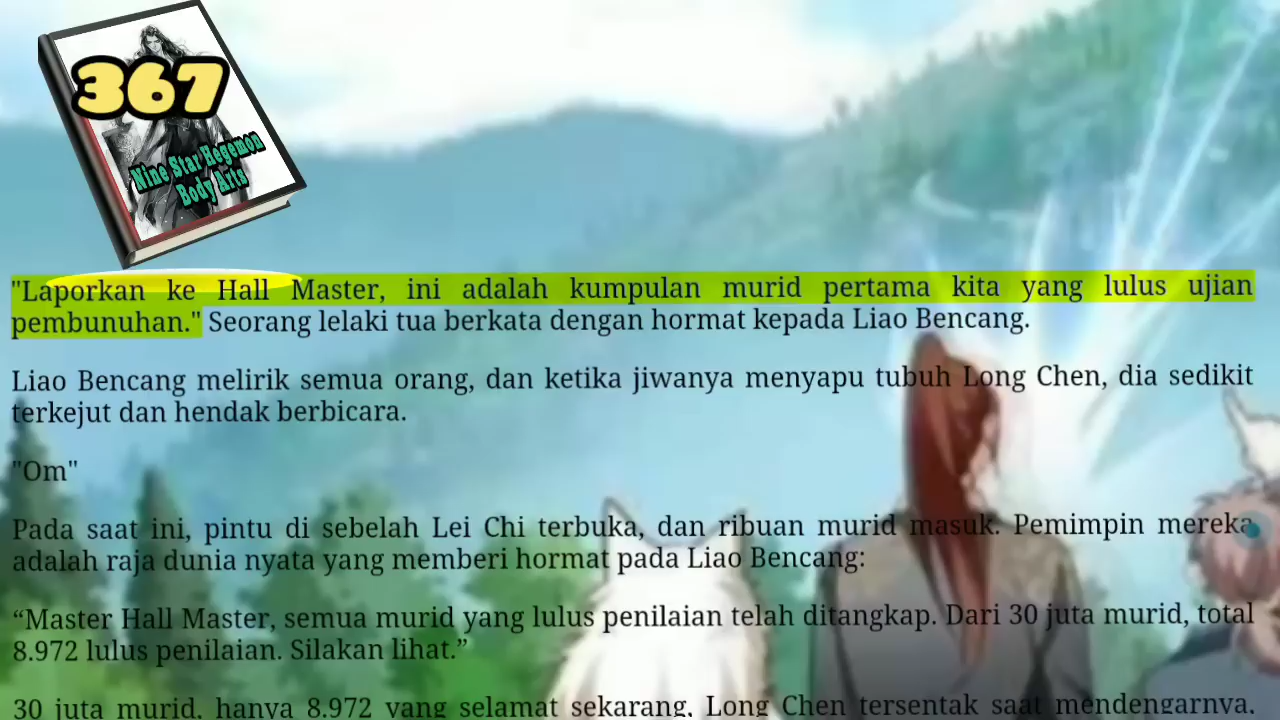 367
Nine Star Hegemon
Body Arts
"Laporkan ke Hall Master, ini adalah kumpulan murid pertama kita yang lulus ujian
pembunuhan." Seorang lelaki tua berkata dengan hormat kepada Liao Bencang.
Liao Bencang melirik semua orang, dan ketika jiwanya menyapu tubuh Long Chen, dia sedikit
terkejut dan hendak berbicara.
"Om"
Pada saat ini, pintu di sebelah Lei Chi terbuka, dan ribuan murid masuk. Pemimpin mereka
adalah raja dunia nyata yang memberi hormat pada Liao Bencang:
“Master Hall Master, semua murid yang lulus penilaian telah ditangkap. Dari 30 juta murid, total
8.972 lulus penilaian. Silakan lihat.”
30 juta murid, hanya 8.972 yang selamat sekarang, Long Chen tersentak saat mendengarnya,